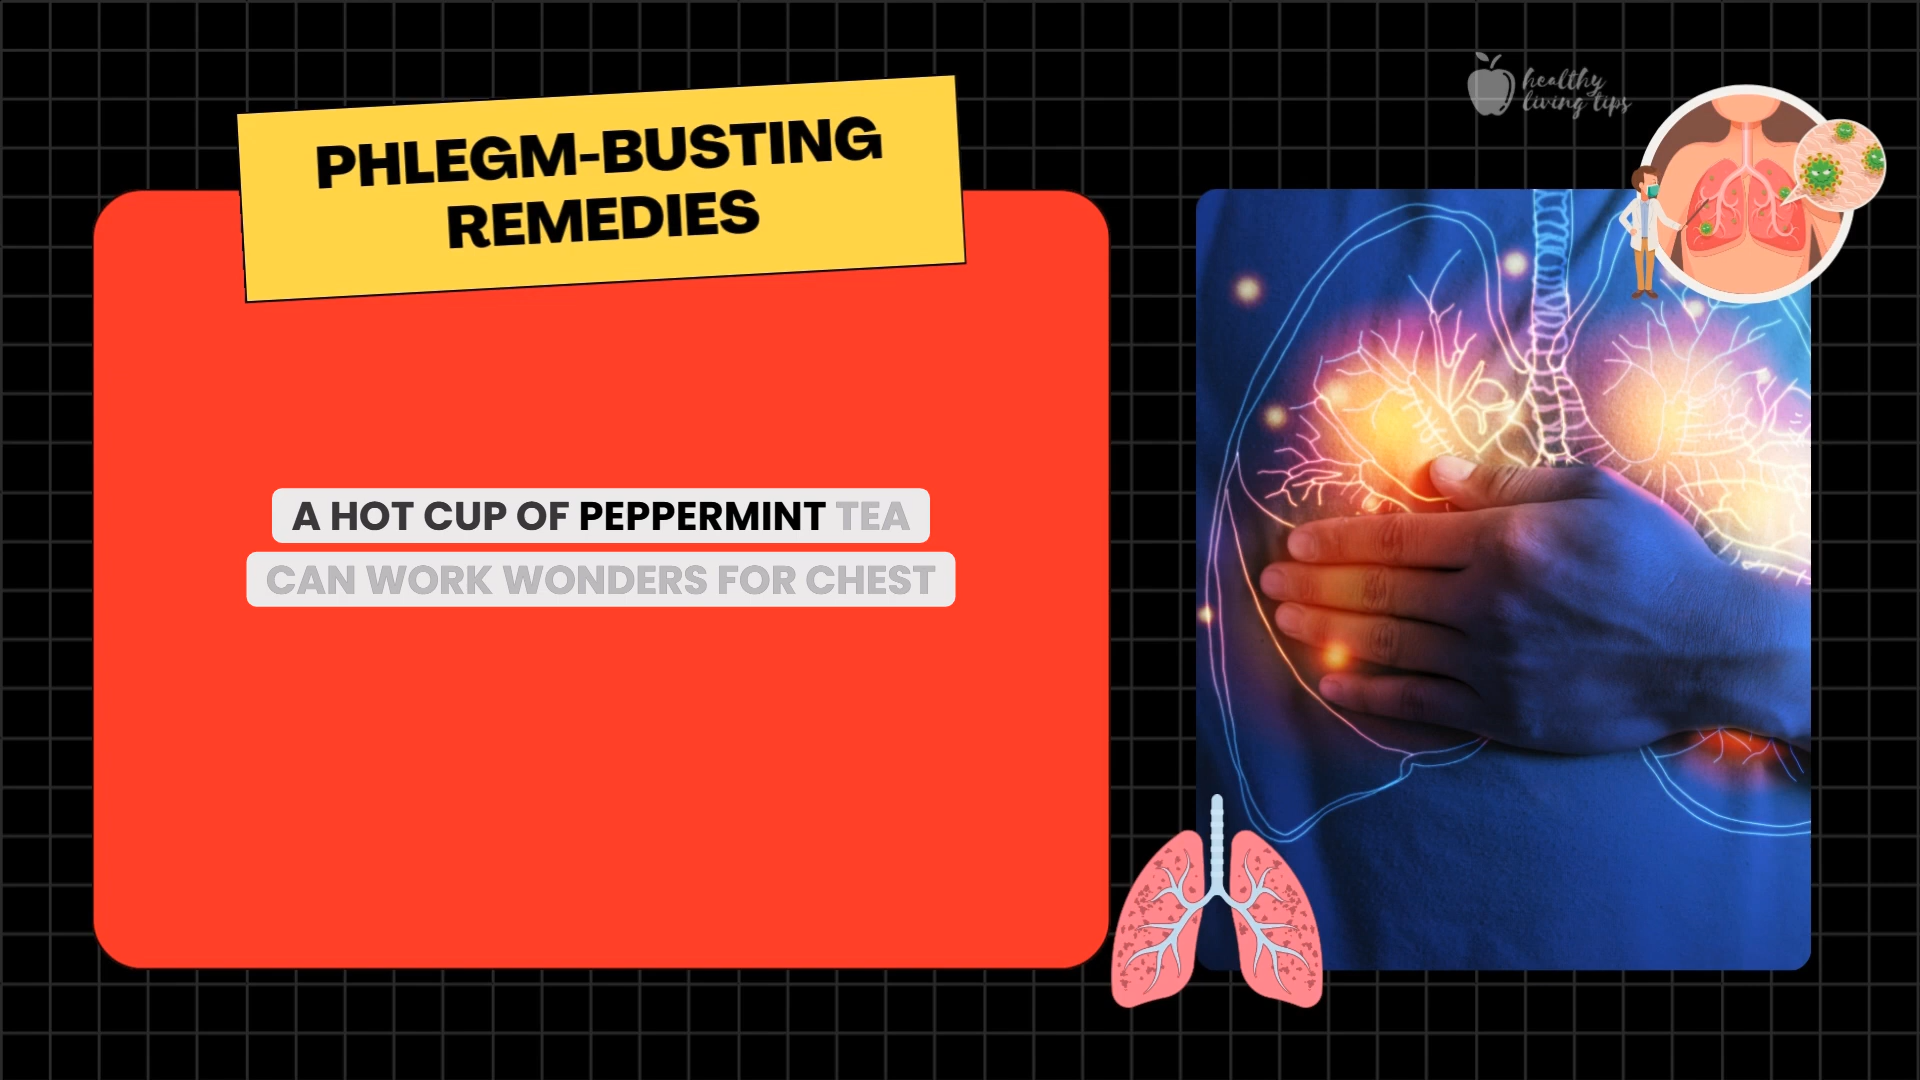 healthy
living tips
PHLEGM-BUSTING
REMEDIES
A HOT CUP OF PEPPERMINT TEA
CAN WORK WONDERS FOR CHEST